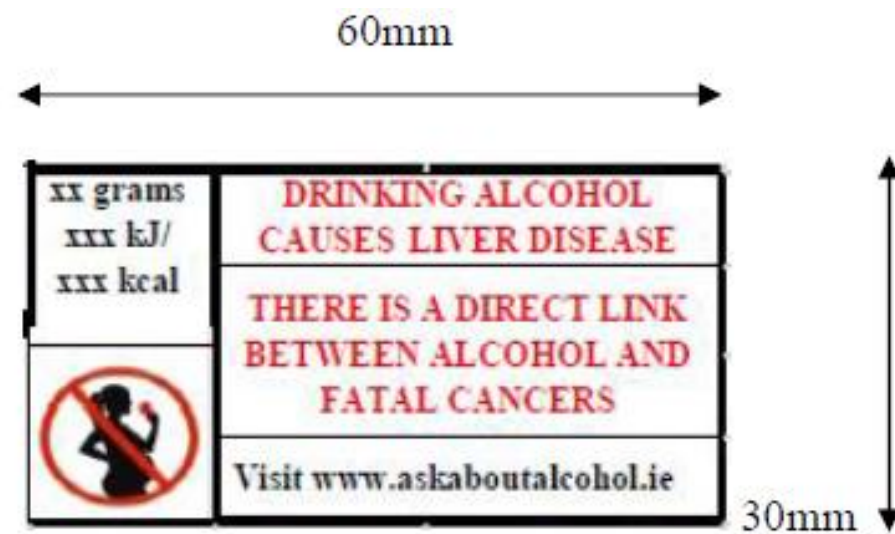 60mm
xx grams
xxx kJ/
xxx kcal
DRINKING ALCOHOL
CAUSES LIVER DISEASE
THERE IS A DIRECT LINK
BETWEEN ALCOHOL AND
FATAL CANCERS
Visit www.askaboutalcohol.ie
30mm